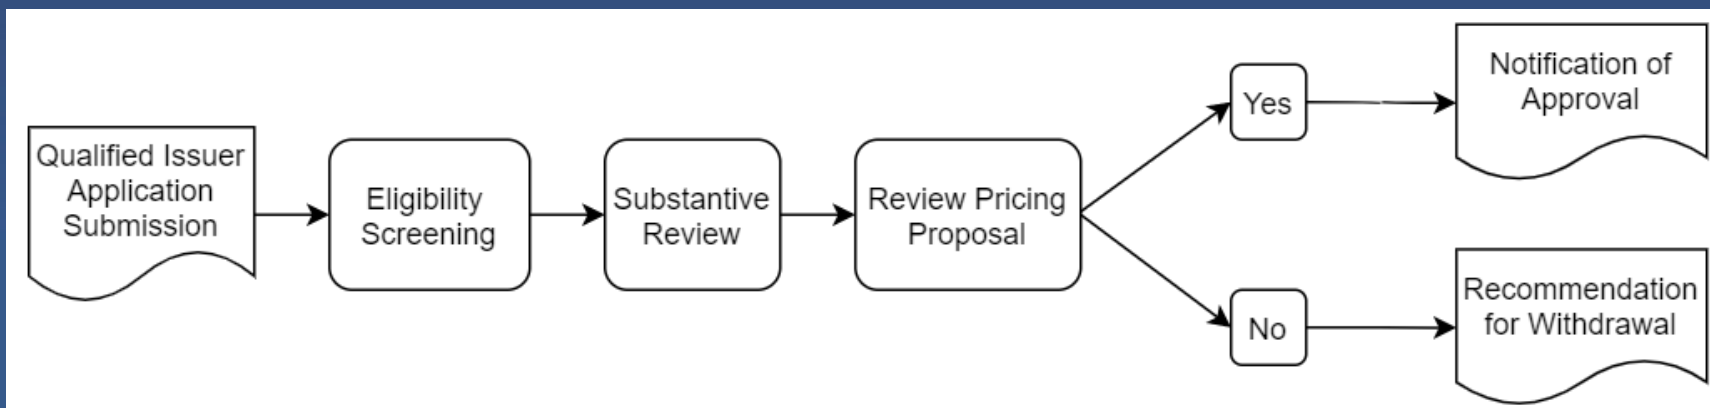 Qualified Issuer
Application
Submission
Eligibility
Screening
Substantive
Review
Review Pricing
Proposal
Yes
Notification of
Approval
No
Recommendation
for Withdrawal